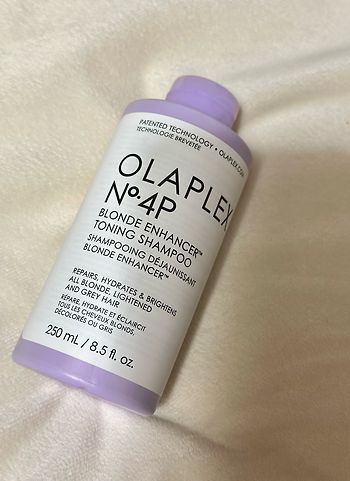 PATENTED TECHNOLOGY • OLAPLEX.COM
TECHNOLOGIE BREVETÉE
OLAPLEX
Nº.4P
BLONDE ENHANCER™
TONING SHAMPOO
SHAMPOOING DÉJAUNISSANT
BLONDE ENHANCER™
REPAIRS, HYDRATES & BRIGHTENS
ALL BLONDE, LIGHTENED
AND GREY HAIR
RÉPARE, HYDRATE ET ÉCLAIRCIT
TOUS LES CHEVEUX BLONDS,
DÉCOLORÉS OU GRIS
250 mL / 8.5 fl. oz.